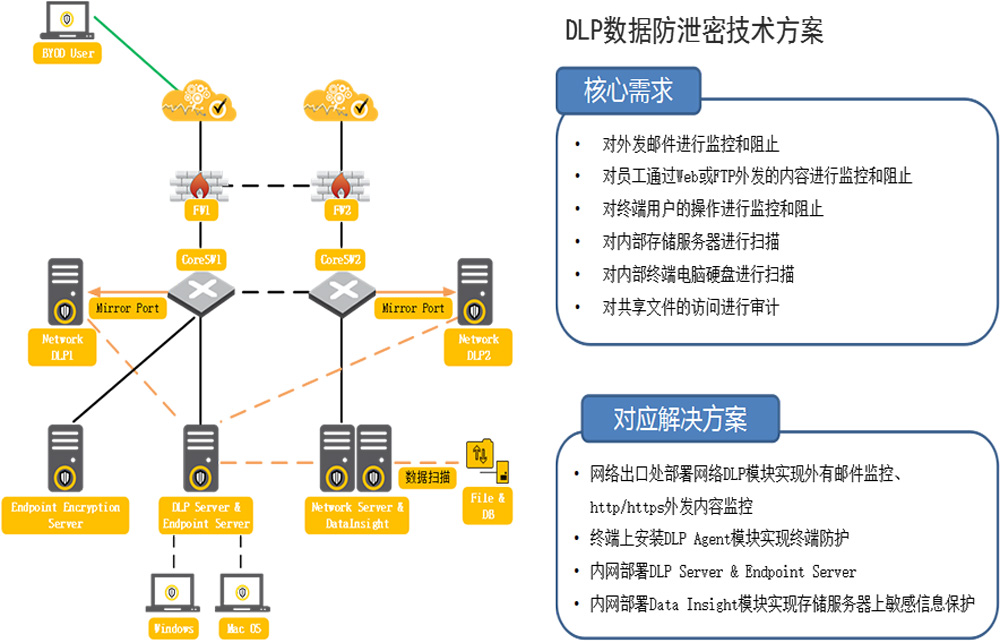 DLP数据防泄密技术方案
BYOD User
FW1
FW2
CoreSW1
CoreSW2
Mirror Port
Mirror Port
Network
DLP1
Network
DLP2
Endpoint Encryption
Server
DLP Server &
Endpoint Server
Network Server &
DataInsight
数据扫描
File &
DB
Windows
Mac OS
核心需求
• 对外发邮件进行监控和阻止
• 对员工通过Web或FTP外发的内容进行监控和阻止
• 对终端用户的操作进行监控和阻止
• 对内部存储服务器进行扫描
• 对内部终端电脑硬盘进行扫描
• 对共享文件的访问进行审计
对应解决方案
• 网络出口处部署网络DLP模块实现外有邮件监控、
http/https外发内容监控
• 终端上安装DLP Agent模块实现终端防护
• 内网部署DLP Server & Endpoint Server
• 内网部署Data Insight模块实现存储服务器上敏感信息保护